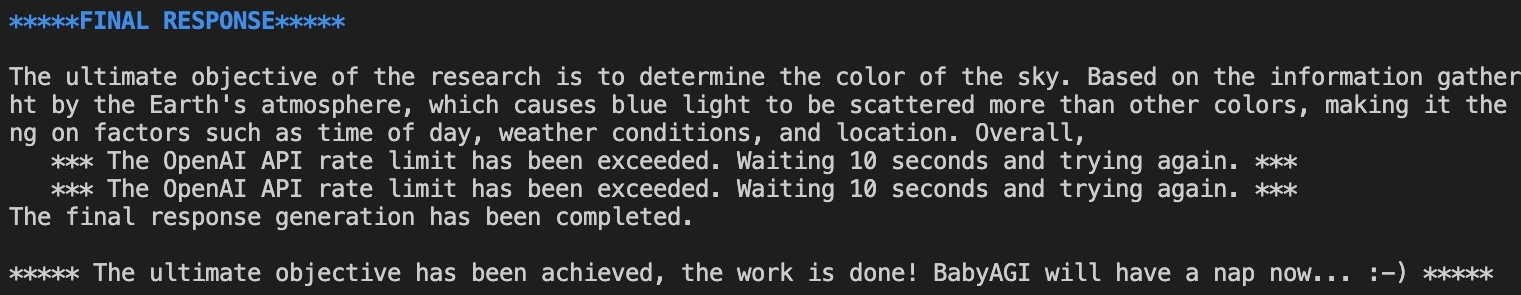 *****FINAL RESPONSE*****
The ultimate objective of the research is to determine the color of the sky. Based on the information gather
ht by the Earth's atmosphere, which causes blue light to be scattered more than other colors, making it the
ng on factors such as time of day, weather conditions, and location. Overall,
*** The OpenAI API rate limit has been exceeded. Waiting 10 seconds and trying again. ***
*** The OpenAI API rate limit has been exceeded. Waiting 10 seconds and trying again. ***
The final response generation has been completed.
***** The ultimate objective has been achieved, the work is done! BabyAGI will have a nap now... :-) *****